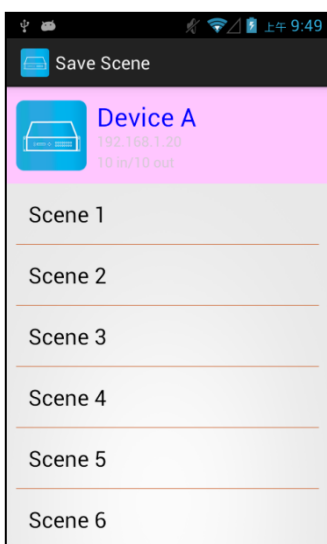 上午 9:49
Save Scene
Device A
192.168.1.20
10 in/10 out
Scene 1
Scene 2
Scene 3
Scene 4
Scene 5
Scene 6